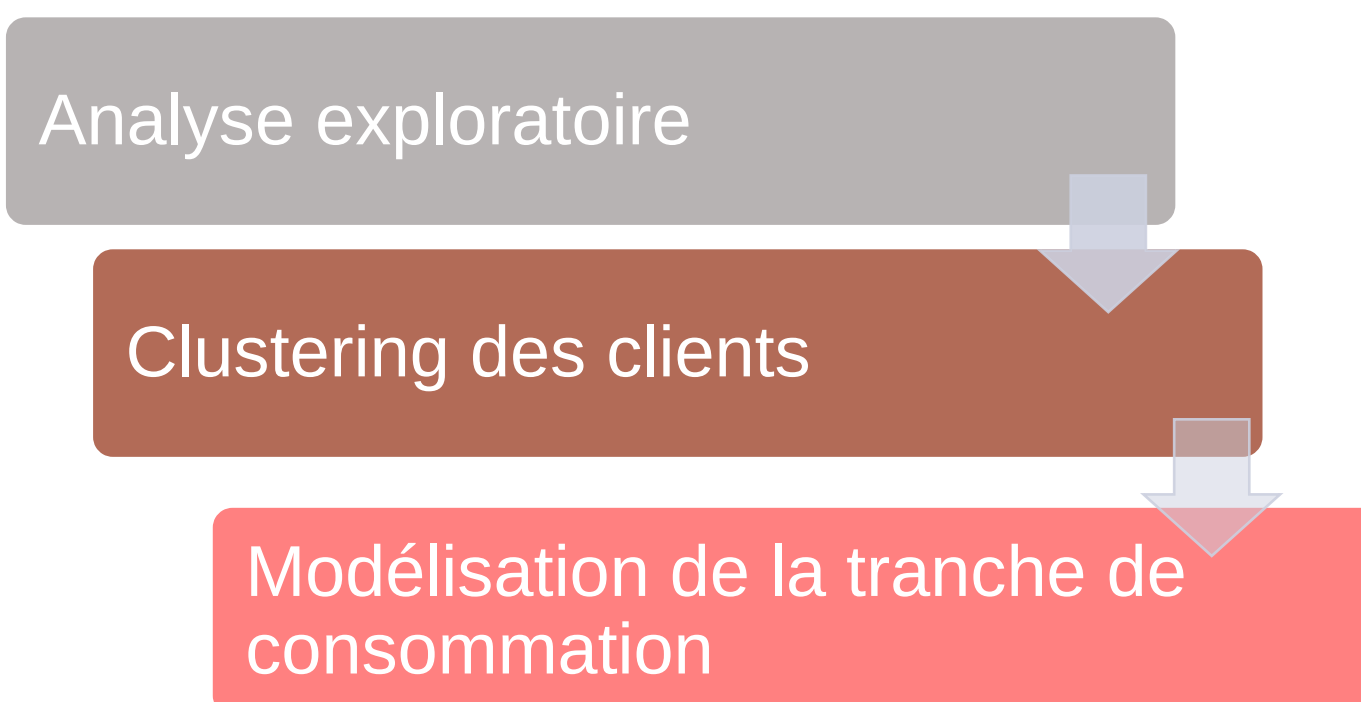 Analyse exploratoire
Clustering des clients
Modélisation de la tranche de
consommation